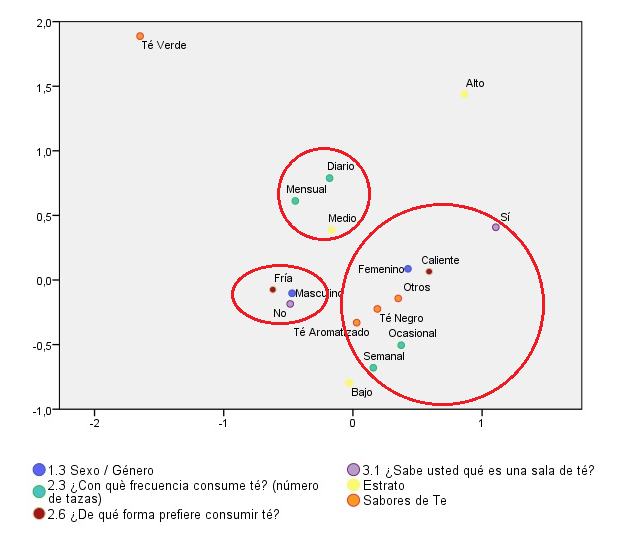 2,0
Té Verde
Alto
1,5
1,0
Diario
Mensual
0,5
Medio
Sí
Caliente
Femenino
0,0
Fría
Masculino
Otros
No
Té Negro
Té Aromatizado
Ocasional
-0,5
Semanal
Bajo
-1,0
-2
-1
0
1
1.3 Sexo / Género
2.3 ¿Con què frecuencia consume té? (número
de tazas)
2.6 ¿De qué forma prefiere consumir té?
3.1 ¿Sabe usted qué es una sala de té?
Estrato
Sabores de Te